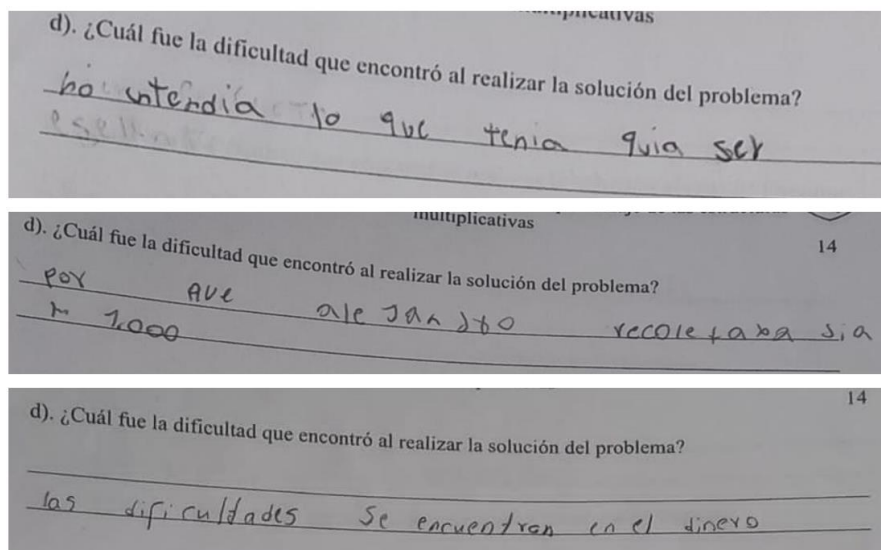 multiplicativas
d). ¿Cuál fue la dificultad que encontró al realizar la solución del problema?
no entendia lo que tenia quia ser
multiplicativas
14
d). ¿Cuál fue la dificultad que encontró al realizar la solución del problema?
por que alejandro recoletaba sia
1.000
14
d). ¿Cuál fue la dificultad que encontró al realizar la solución del problema?
las dificuldades se encuentran en el dinero